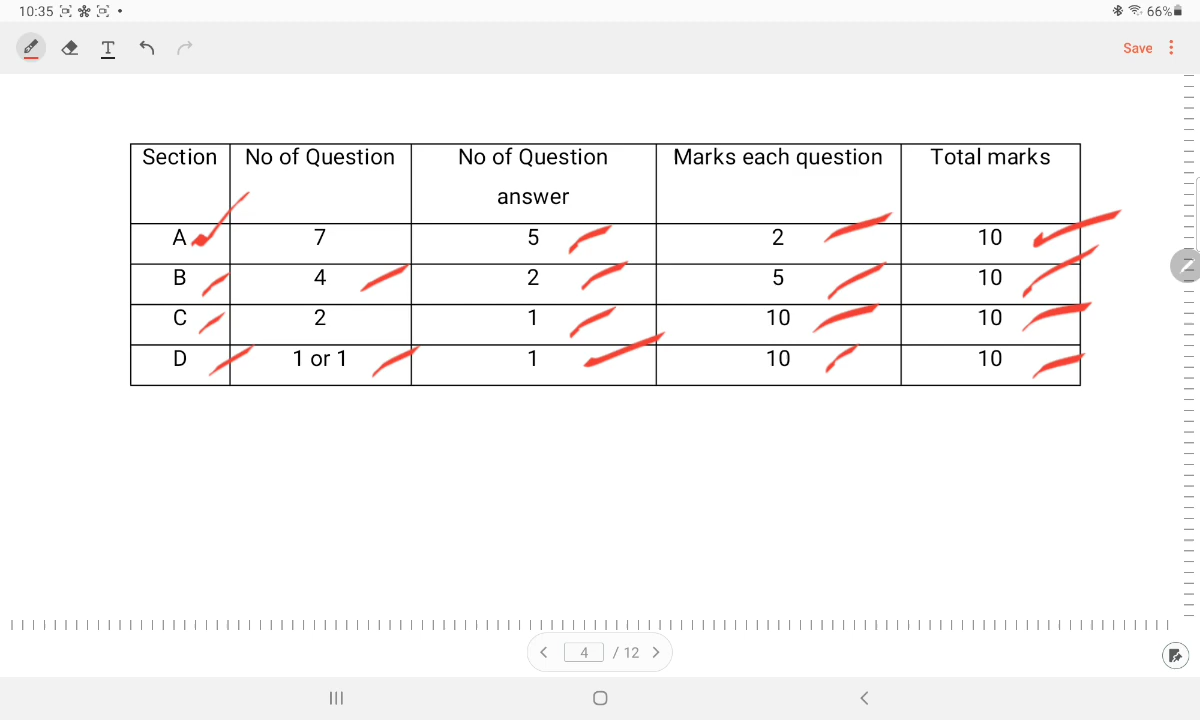 10:35 66%
T Save
Section No of Question No of Question Marks each question Total marks
answer
A 7 5 2 10
B 4 2 5 10
C 2 1 10 10
D 1 or 1 1 10 10
4 / 12